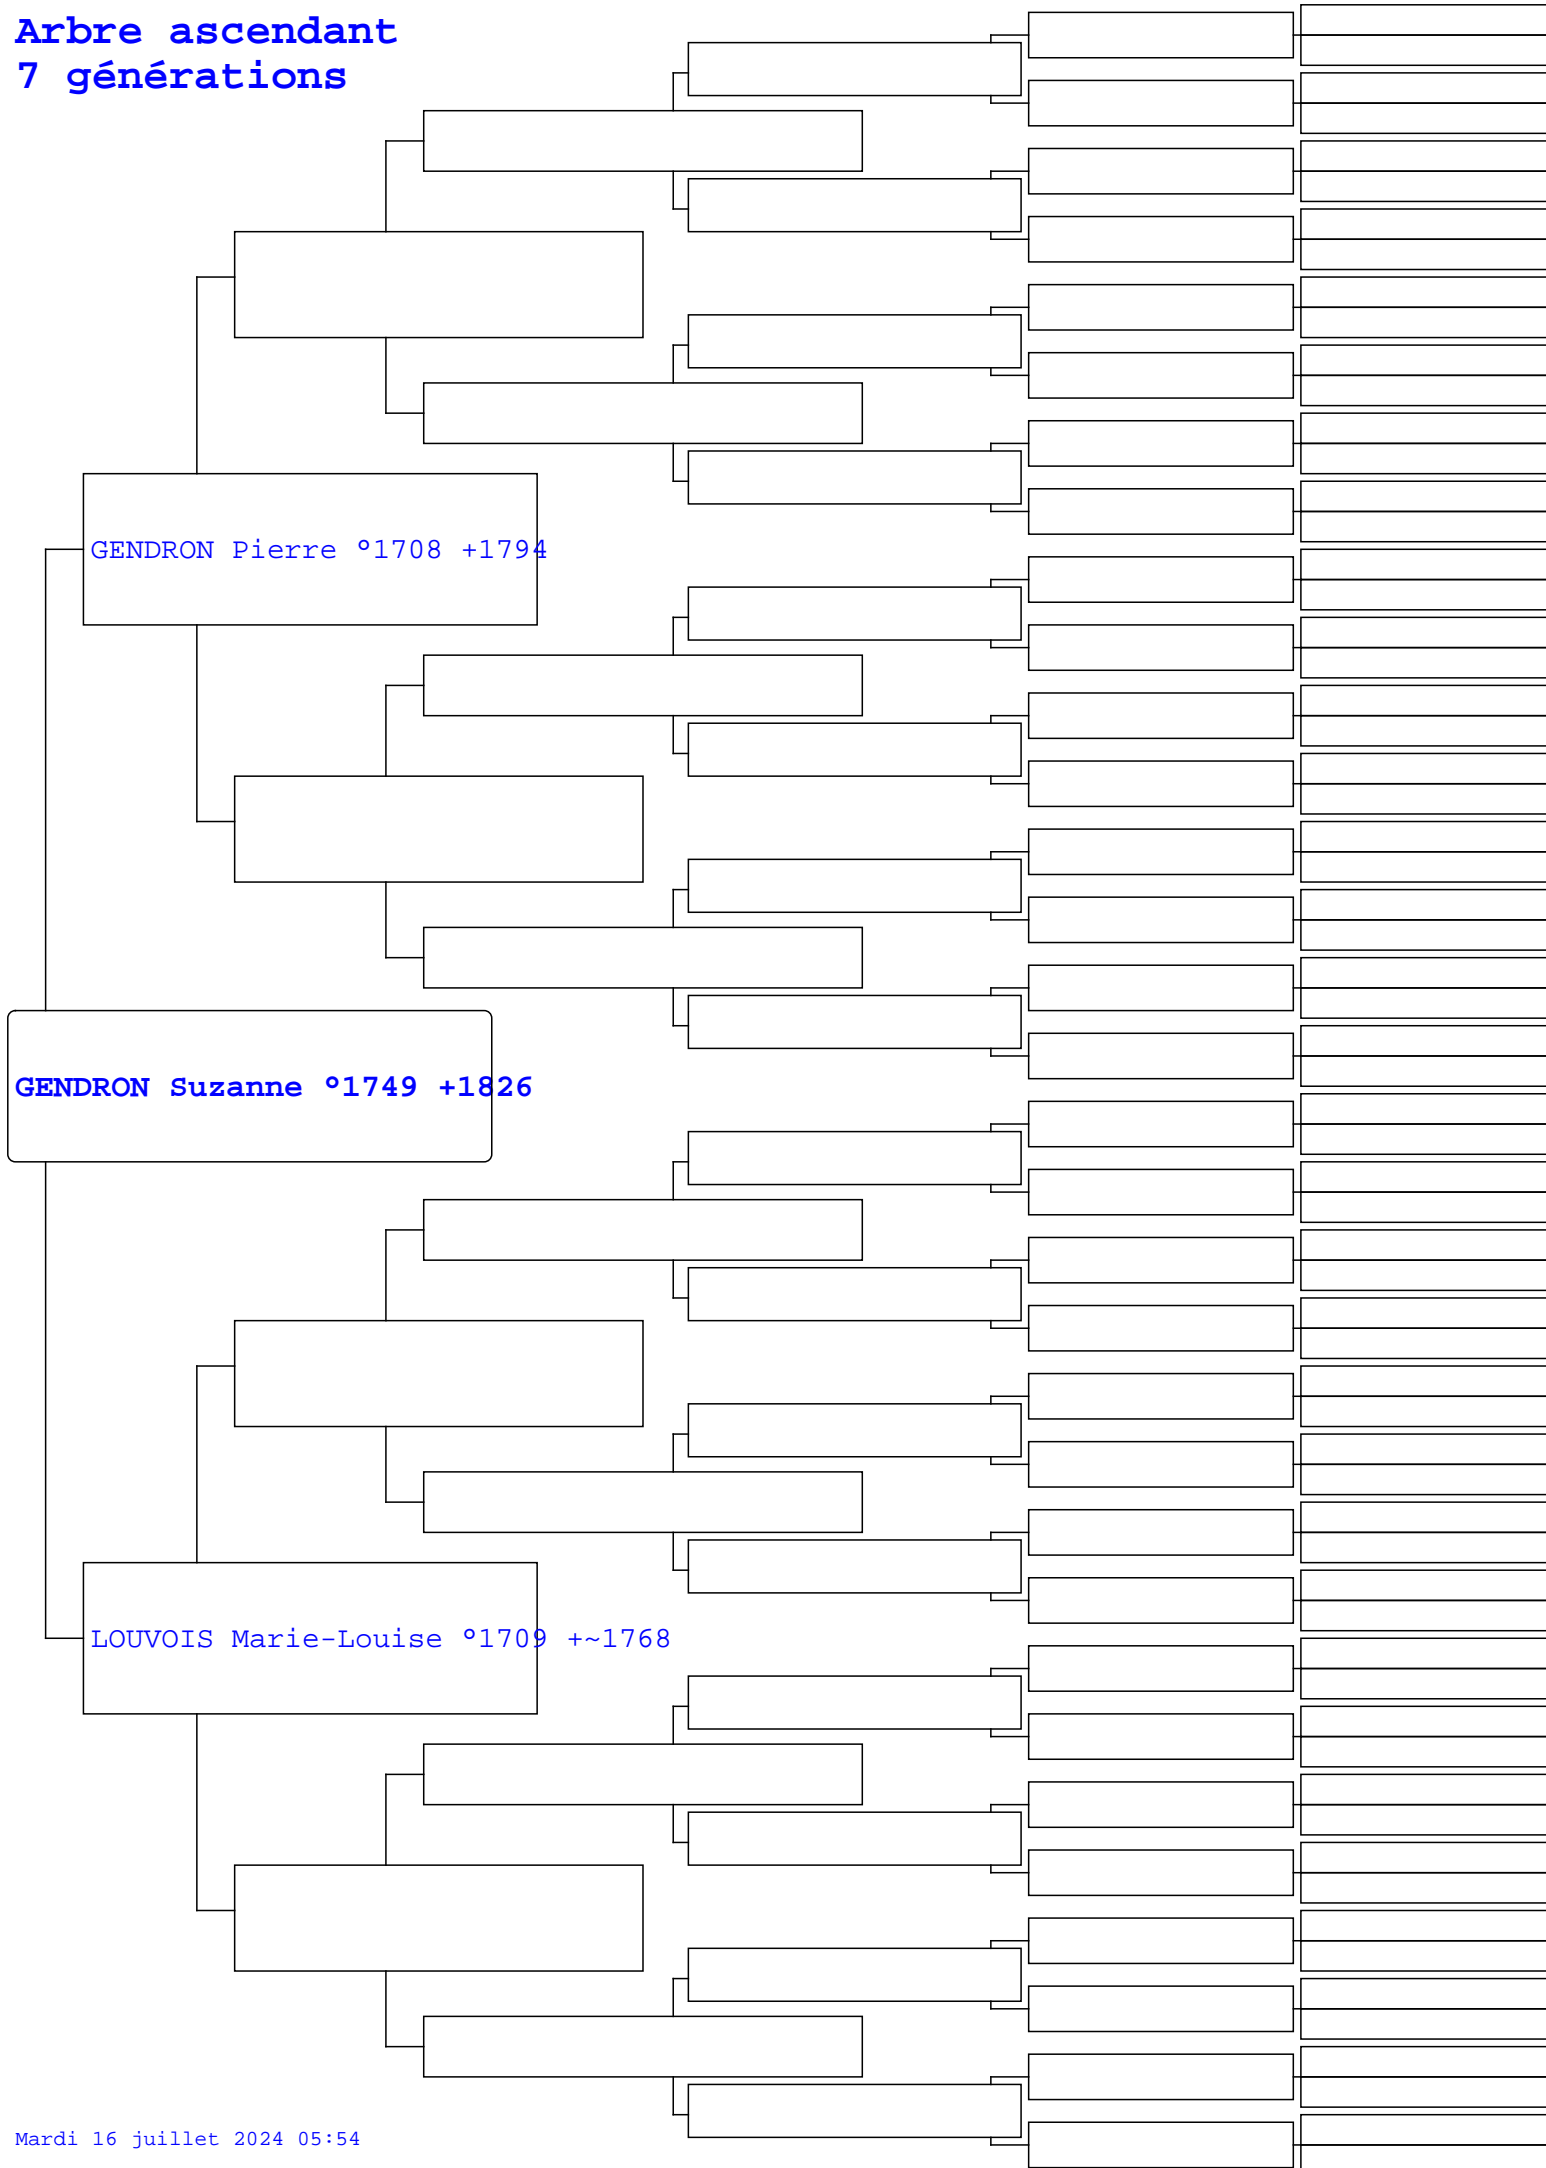 Arbre ascendant
7 générations
GENDRON Pierre °1708 +1794
GENDRON Suzanne °1749 +1826
LOUVOIS Marie-Louise °1709 +~1768
Mardi 16 juillet 2024 05:54